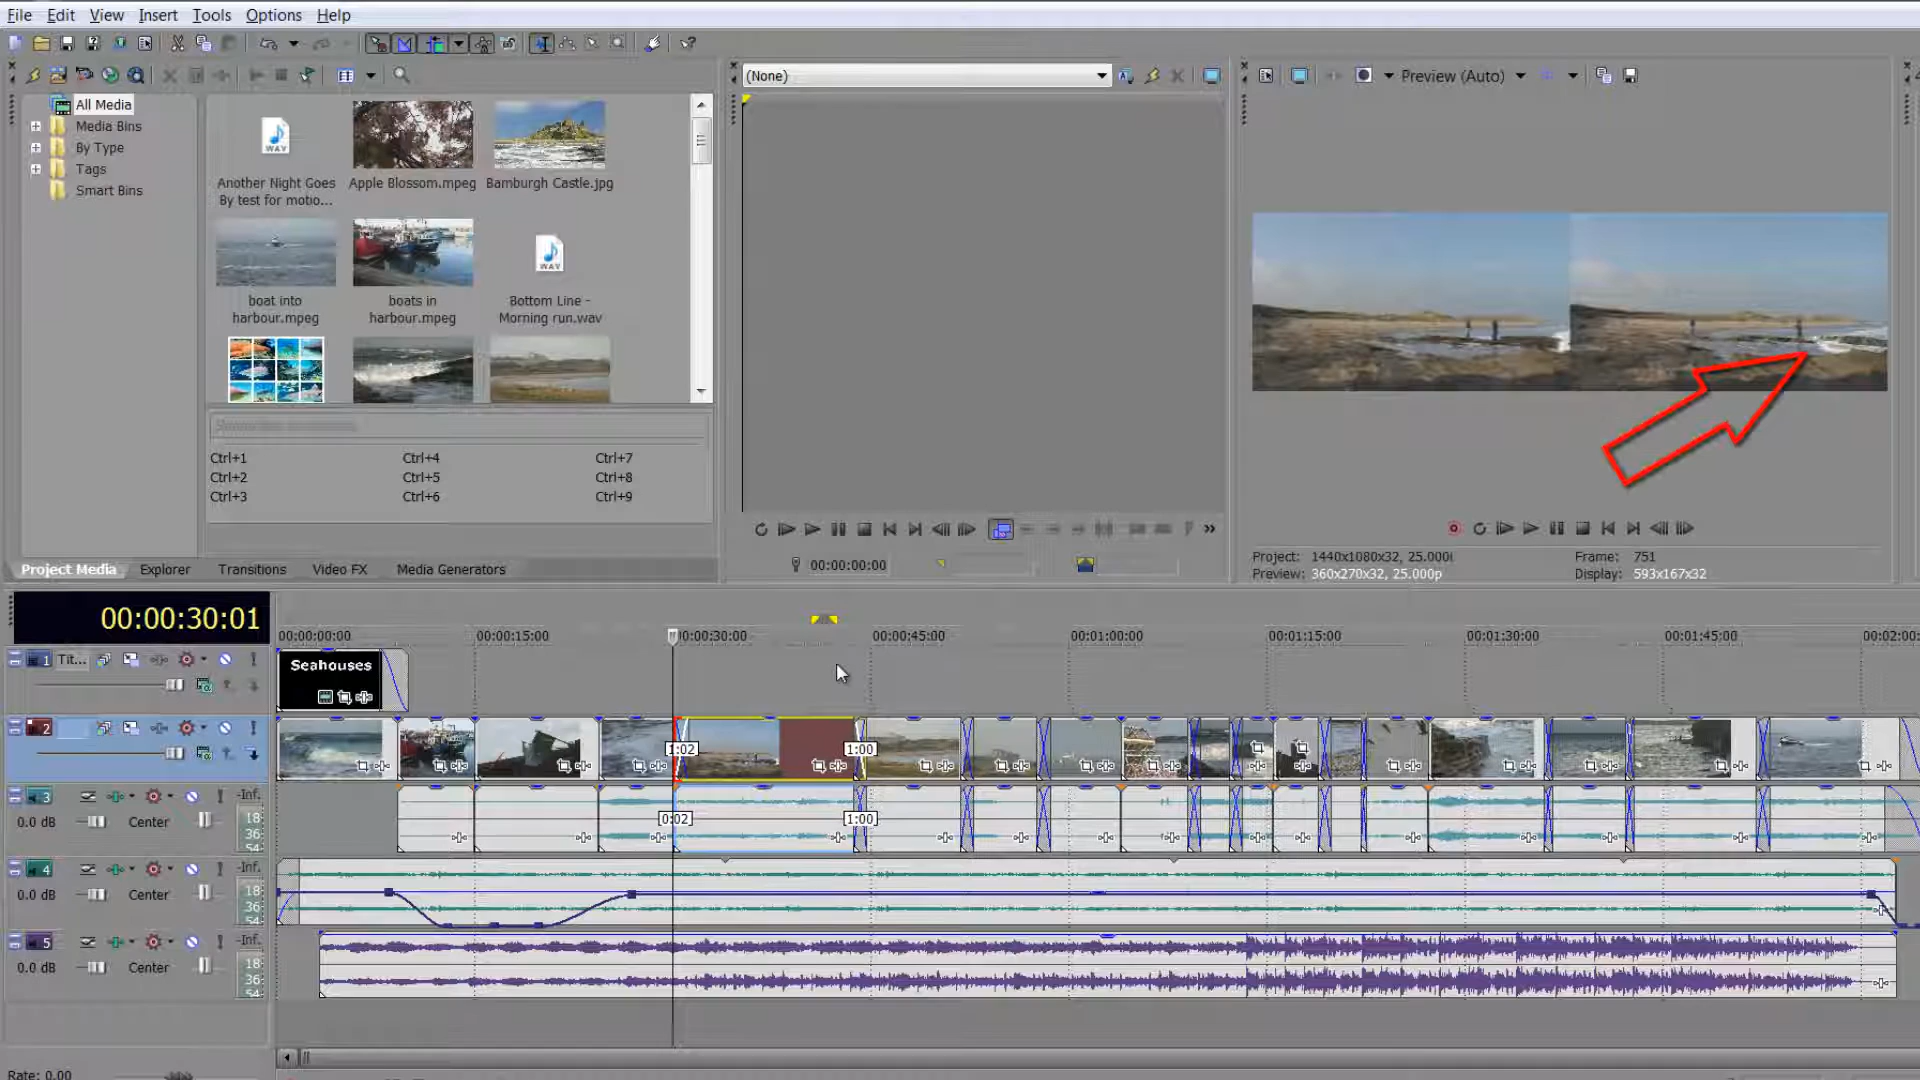 File Edit View Insert Tools Options Help
(None)
Preview (Auto)
All Media
Media Bins
By Type
Tags
Smart Bins
WAV
Another Night Goes
By test for motio...
Apple Blossom.mpeg
Bamburgh Castle.jpg
boat into
harbour.mpeg
boats in
harbour.mpeg
WAV
Bottom Line -
Morning run.wav
Ctrl+1 Ctrl+4 Ctrl+7
Ctrl+2 Ctrl+5 Ctrl+8
Ctrl+3 Ctrl+6 Ctrl+9
00:00:00:00
Project: 1440x1080x32, 25.000i Frame: 751
Preview: 360x270x32, 25.000p Display: 593x167x32
Project Media Explorer Transitions Video FX Media Generators
00:00:30:01
00:00:00:00 00:00:15:00 00:00:30:00 00:00:45:00 00:01:00:00 00:01:15:00 00:01:30:00 00:01:45:00 00:02:00:
1 Tit...
Seahouses
2
1:02 1:00
3 -Inf.
0.0 dB Center 18
36
54
[0:02] [1:00]
4 -Inf.
0.0 dB Center 18
36
54
5 -Inf.
0.0 dB Center 18
36
54
Rate: 0.00